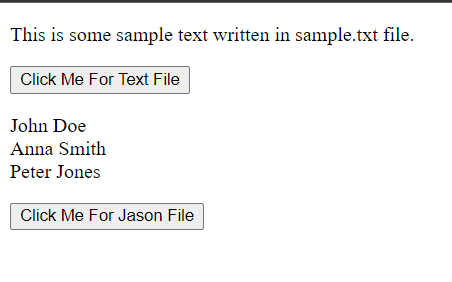 This is some sample text written in sample.txt file.
Click Me For Text File
John Doe
Anna Smith
Peter Jones
Click Me For Jason File